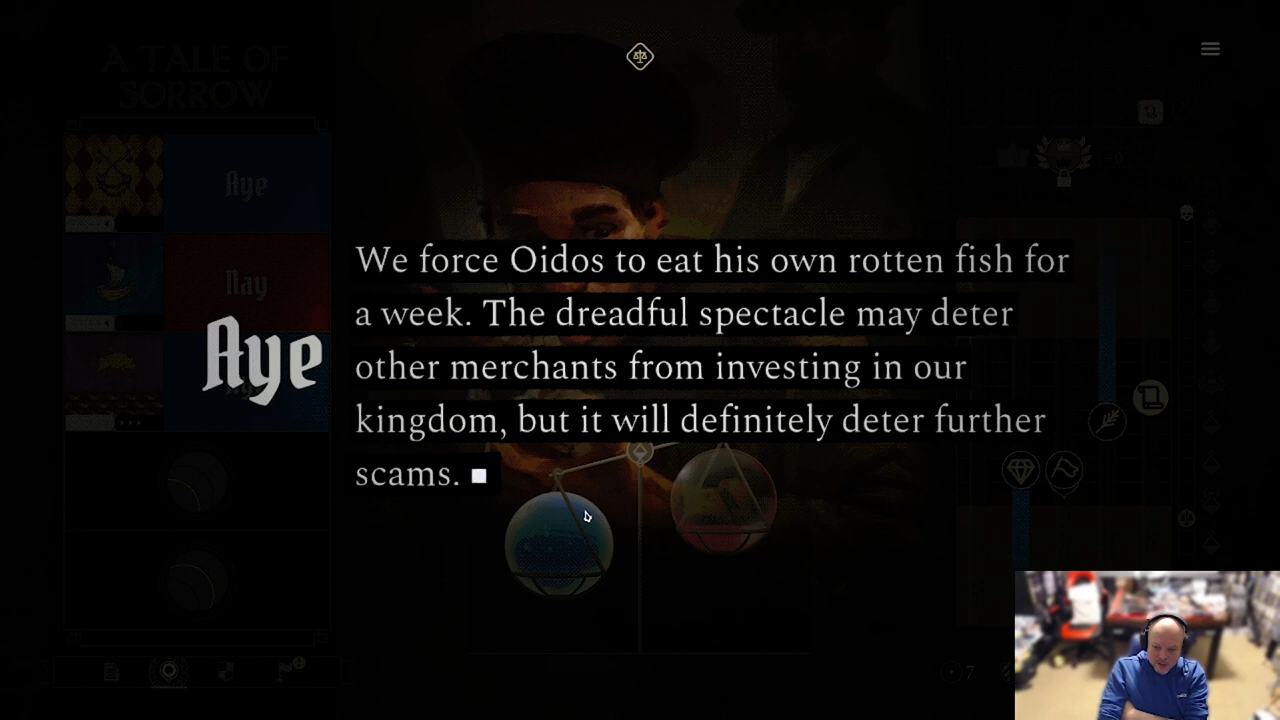 A TALE OF
SORROW
Aye
Nay
Aye
We force Oidos to eat his own rotten fish for
a week. The dreadful spectacle may deter
other merchants from investing in our
kingdom, but it will definitely deter further
scams.
7